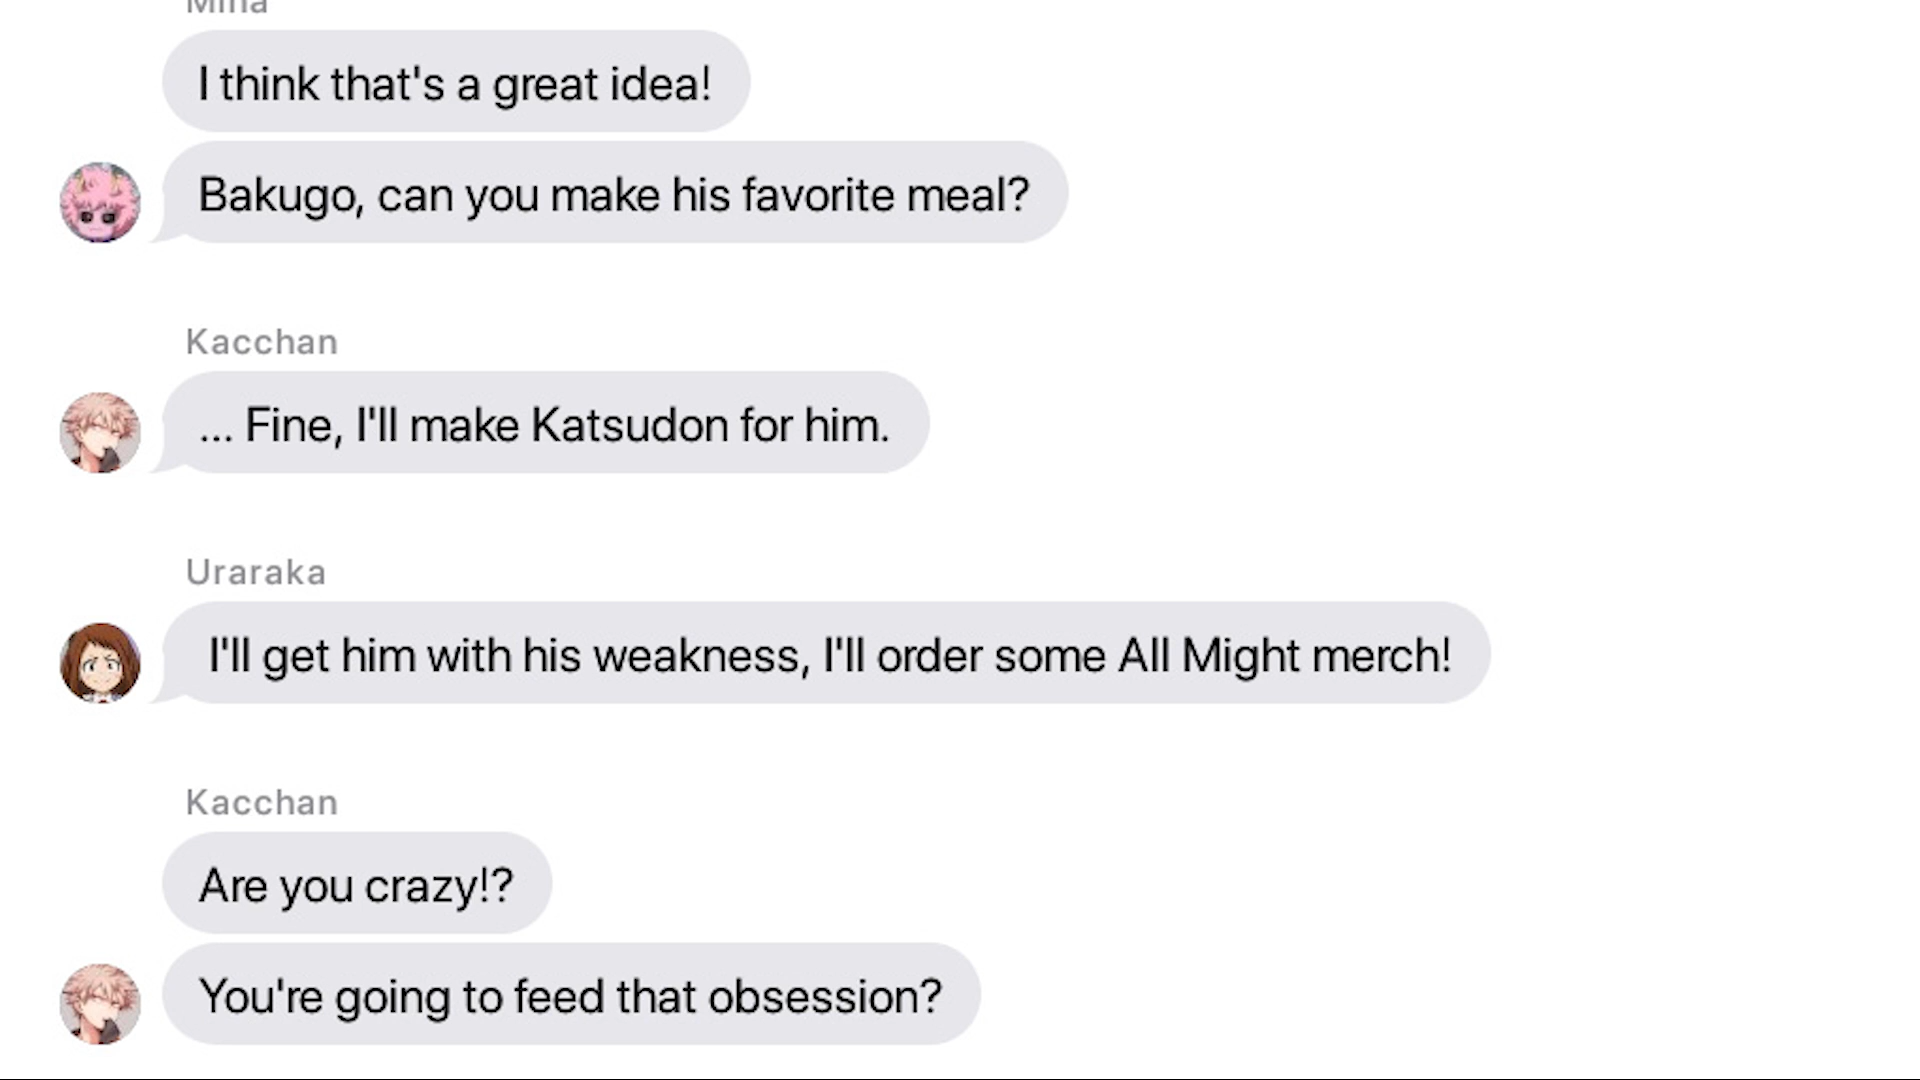 Mina
I think that's a great idea!
Bakugo, can you make his favorite meal?
Kacchan
... Fine, I'll make Katsudon for him.
Uraraka
I'll get him with his weakness, I'll order some All Might merch!
Kacchan
Are you crazy!?
You're going to feed that obsession?